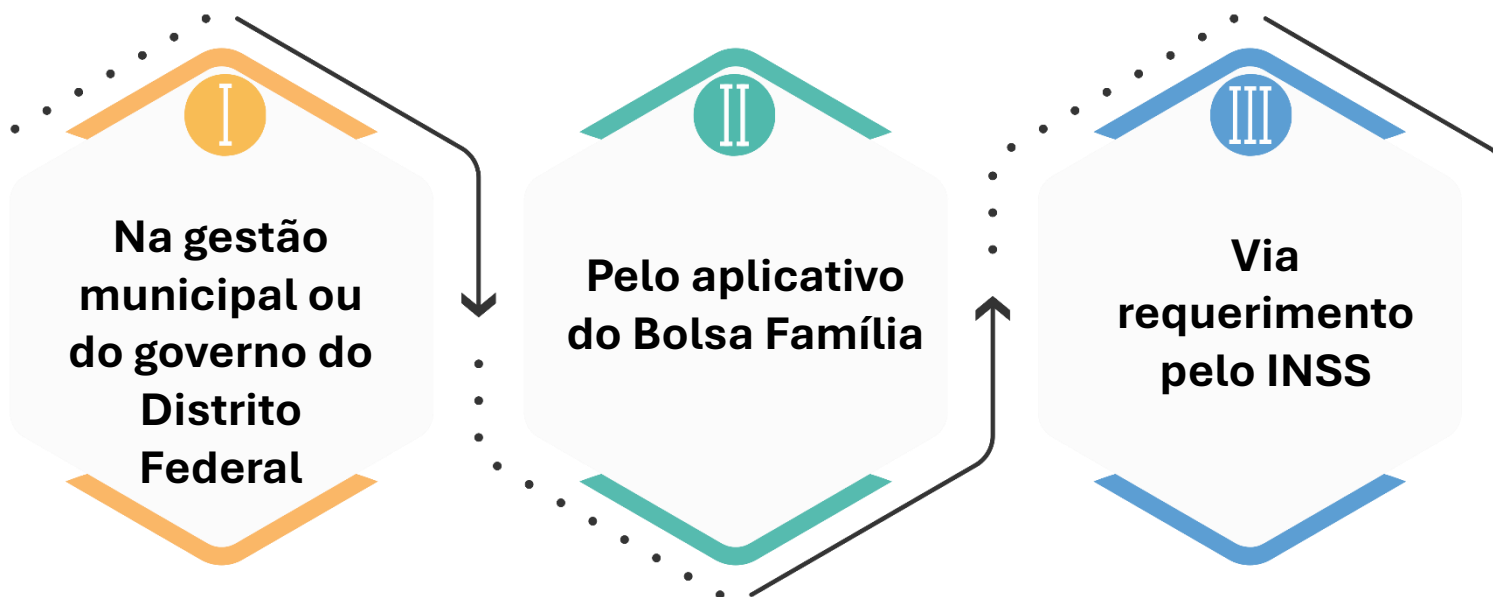 I
Na gestão
municipal ou
do governo do
Distrito
Federal
II
Pelo aplicativo
do Bolsa Família
III
Via
requerimento
pelo INSS